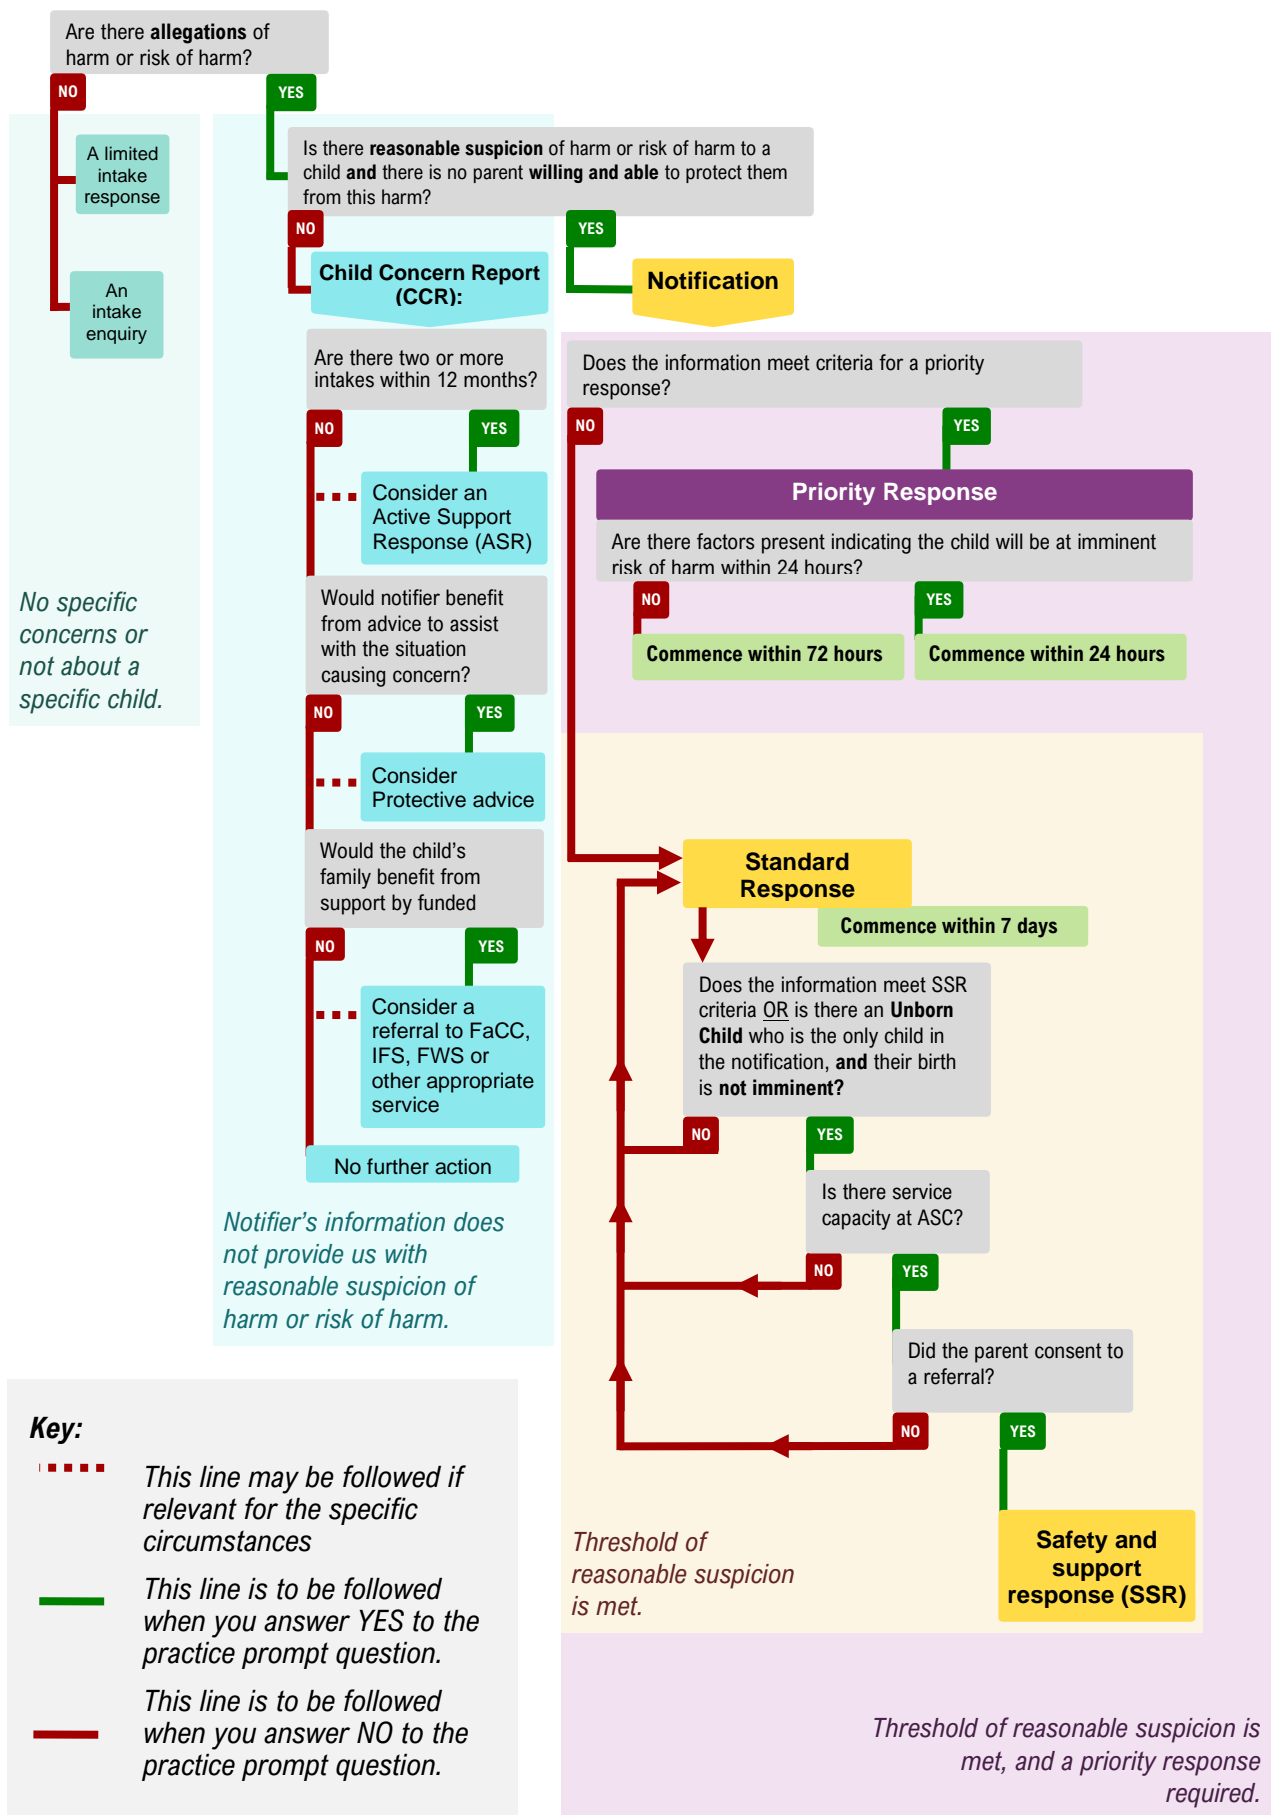 Are there allegations of
harm or risk of harm?
NO
YES
A limited
intake
response
An
intake
enquiry
No specific
concerns or
not about a
specific child.
Is there reasonable suspicion of harm or risk of harm to a
child and there is no parent willing and able to protect them
from this harm?
NO
YES
Child Concern Report
(CCR):
Are there two or more
intakes within 12 months?
NO
YES
Consider an
Active Support
Response (ASR)
Would notifier benefit
from advice to assist
with the situation
causing concern?
NO
YES
Consider
Protective advice
Would the child's
family benefit from
support by funded
NO
YES
Consider a
referral to FaCC,
IFS, FWS or
other appropriate
service
No further action
Notifier's information does
not provide us with
reasonable suspicion of
harm or risk of harm.
Notification
Does the information meet criteria for a priority
response?
NO
YES
Priority Response
Are there factors present indicating the child will be at imminent
risk of harm within 24 hours?
NO
YES
Commence within 72 hours
Commence within 24 hours
Standard
Response
Commence within 7 days
Does the information meet SSR
criteria OR is there an Unborn
Child who is the only child in
the notification, and their birth
is not imminent?
NO
YES
Is there service
capacity at ASC?
NO
YES
Did the parent consent to
a referral?
NO
YES
Safety and
support
response (SSR)
Threshold of
reasonable suspicion
is met.
Threshold of reasonable suspicion is
met, and a priority response
required.
Key:
This line may be followed if
relevant for the specific
circumstances
This line is to be followed
when you answer YES to the
practice prompt question.
This line is to be followed
when you answer NO to the
practice prompt question.